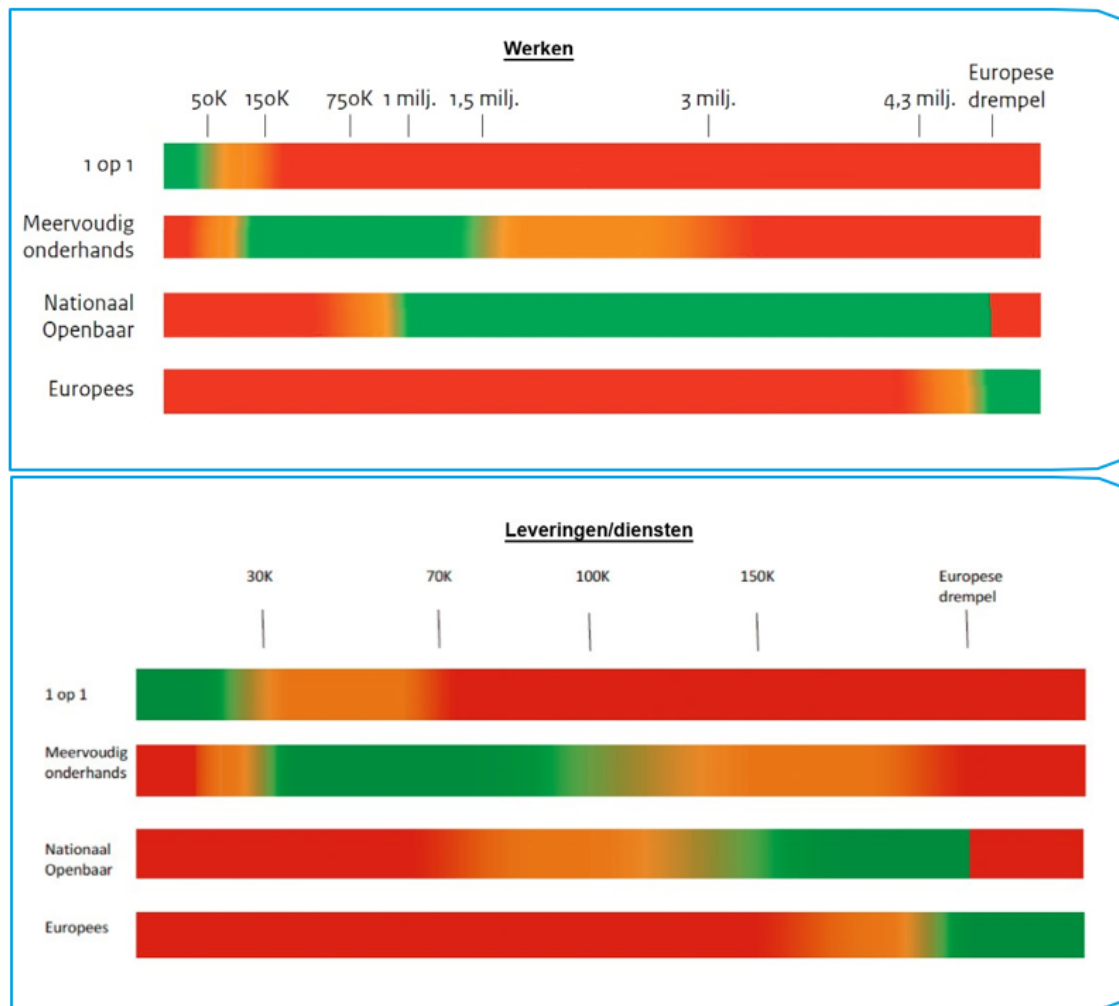 Werken
50K 150K 750K 1 milj. 1,5 milj. 3 milj. 4,3 milj. Europese
drempel
1 op 1
Meervoudig
onderhands
Nationaal
Openbaar
Europees
Leveringen/diensten
30K 70K 100K 150K Europese
drempel
1 op 1
Meervoudig
onderhands
Nationaal
Openbaar
Europees